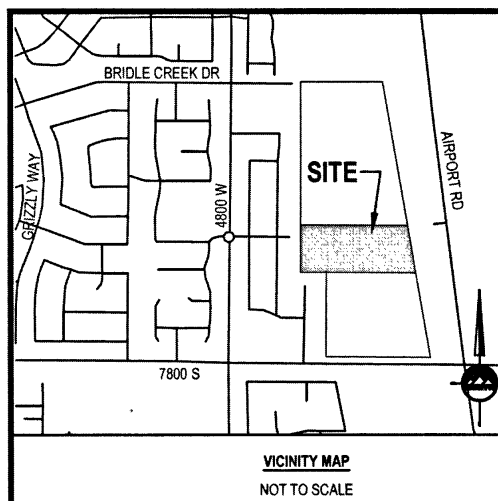 BRIDLE CREEK DR
GRIZZLY WAY
4800 W
SITE
AIRPORT RD
7800 S
VICINITY MAP
NOT TO SCALE